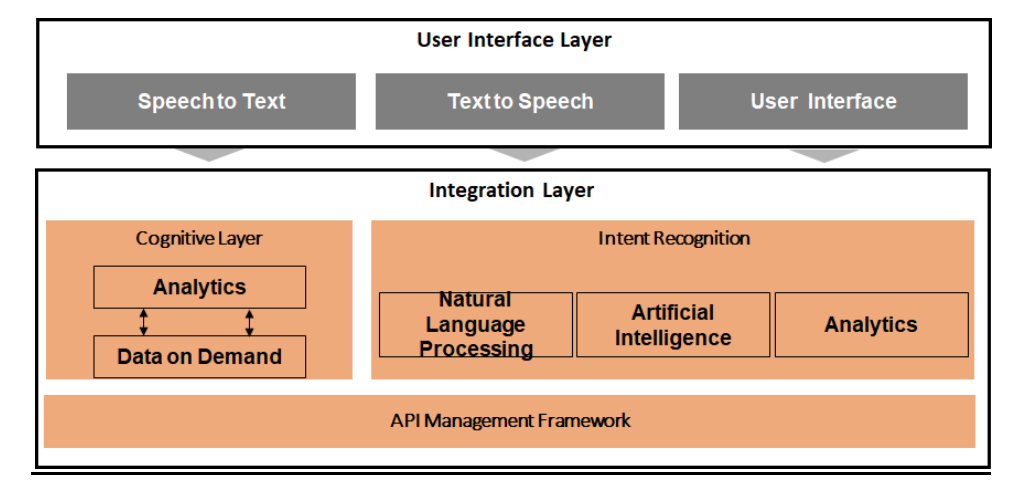 User Interface Layer
Speech to Text
Text to Speech
User Interface
Integration Layer
Cognitive Layer
Analytics
Data on Demand
Intent Recognition
Natural
Language
Processing
Artificial
Intelligence
Analytics
API Management Framework